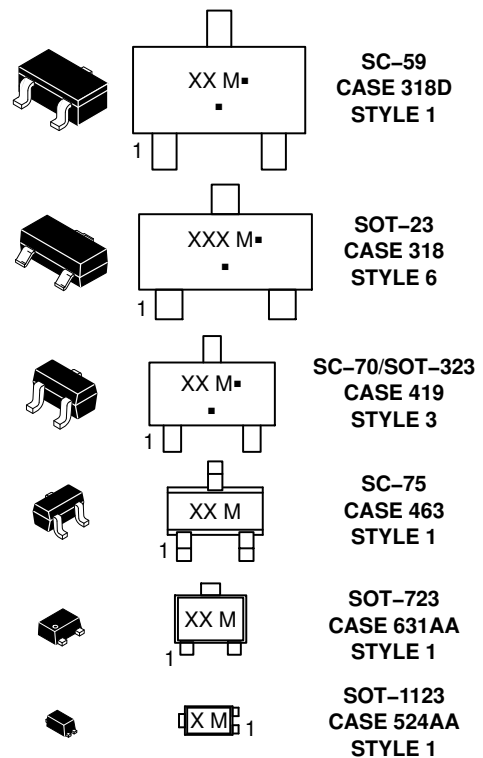 XX M▪
▪
1
SC–59
CASE 318D
STYLE 1
XXX M▪
▪
1
SOT–23
CASE 318
STYLE 6
XX M▪
▪
1
SC–70/SOT–323
CASE 419
STYLE 3
XX M
1
SC–75
CASE 463
STYLE 1
XX M
1
SOT–723
CASE 631AA
STYLE 1
X M
1
SOT–1123
CASE 524AA
STYLE 1